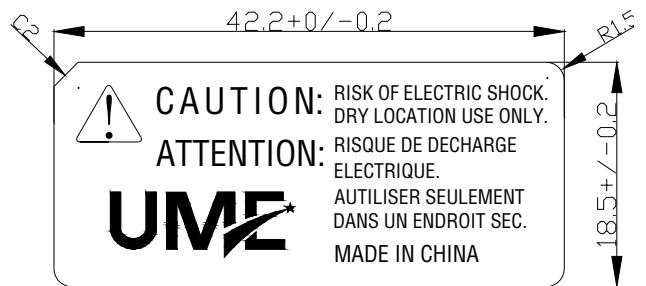 C2
42.2+0/-0.2
R1.5
CAUTION: RISK OF ELECTRIC SHOCK.
DRY LOCATION USE ONLY.
ATTENTION: RISQUE DE DECHARGE
ELECTRIQUE.
AUTILISER SEULEMENT
DANS UN ENDROIT SEC.
UME
MADE IN CHINA
18.5+/-0.2